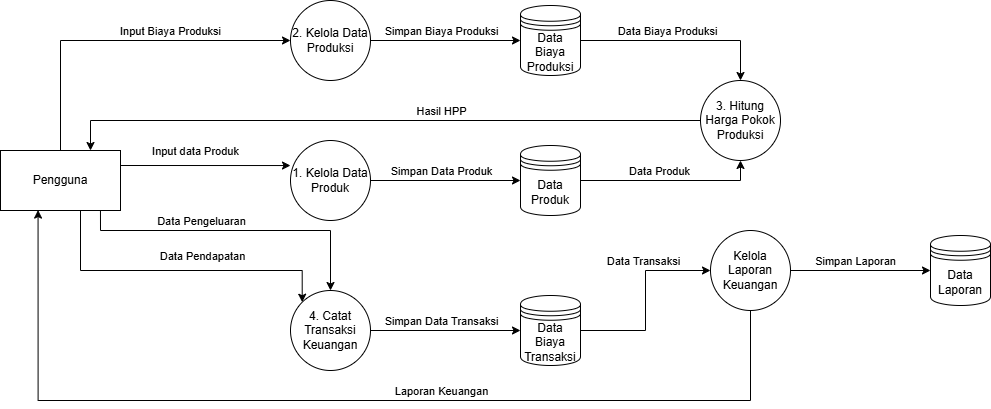 Input Biaya Produksi
2. Kelola Data
Produksi
Simpan Biaya Produksi
Data
Biaya
Produksi
Data Biaya Produksi
3. Hitung
Harga Pokok
Produksi
Hasil HPP
Pengguna
Input data Produk
1. Kelola Data
Produk
Simpan Data Produk
Data
Produk
Data Produk
Data Pengeluaran
Data Pendapatan
4. Catat
Transaksi
Keuangan
Simpan Data Transaksi
Data
Biaya
Transaksi
Data Transaksi
Kelola
Laporan
Keuangan
Simpan Laporan
Data
Laporan
Laporan Keuangan